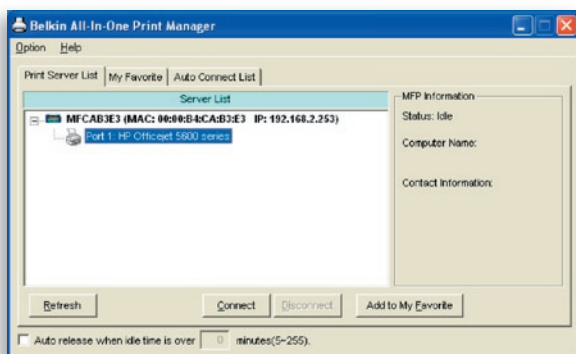 Belkin All-In-One Print Manager
Option Help
Print Server List My Favorite Auto Connect List
Server List
MFCAB3E3 (MAC: 00:00:B4:CA:B3:E3 IP: 192.168.2.253)
Port 1: HP Officejet 5600 series
MFP Information
Status: Idle
Computer Name:
Contact Information:
Refresh Connect Disconnect Add to My Favorite
Auto release when idle time is over 0 minutes(5~255).